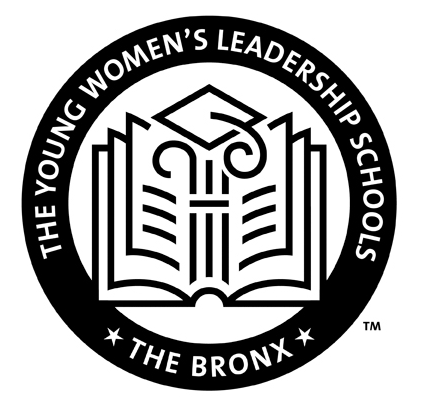 THE YOUNG WOMEN'S LEADERSHIP SCHOOLS
THE BRONX
TM